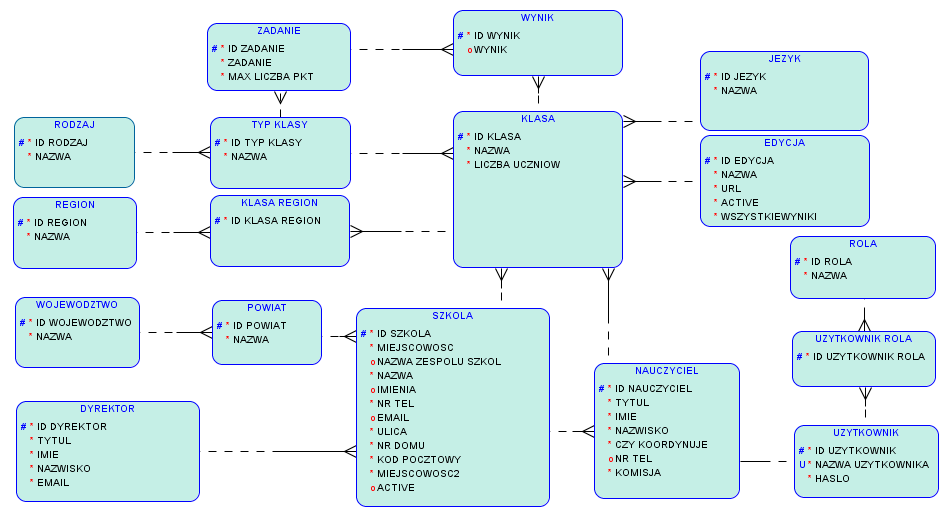 ZADANIE
# * ID ZADANIE
* ZADANIE
* MAX LICZBA PKT
WYNIK
# * ID WYNIK
o WYNIK
JEZYK
# * ID JEZYK
* NAZWA
RODZAJ
# * ID RODZAJ
* NAZWA
TYP KLASY
# * ID TYP KLASY
* NAZWA
KLASA
# * ID KLASA
* NAZWA
* LICZBA UCZNIOW
EDYCJA
# * ID EDYCJA
* NAZWA
* URL
* ACTIVE
* WSZYSTKIEWYNIKI
REGION
# * ID REGION
* NAZWA
KLASA REGION
# * ID KLASA REGION
ROLA
# * ID ROLA
* NAZWA
WOJEWODZTWO
# * ID WOJEWODZTWO
* NAZWA
POWIAT
# * ID POWIAT
* NAZWA
SZKOLA
# * ID SZKOLA
* MIEJSCOWOSC
o NAZWA ZESPOLU SZKOL
* NAZWA
o IMIENIA
* NR TEL
o EMAIL
* ULICA
* NR DOMU
* KOD POCZTOWY
* MIEJSCOWOSC2
o ACTIVE
UZYTKOWNIK ROLA
# * ID UZYTKOWNIK ROLA
NAUCZYCIEL
# * ID NAUCZYCIEL
* TYTUL
* IMIE
* NAZWISKO
* CZY KOORDYNUJE
o NR TEL
* KOMISJA
DYREKTOR
# * ID DYREKTOR
* TYTUL
* IMIE
* NAZWISKO
* EMAIL
UZYTKOWNIK
# * ID UZYTKOWNIK
U * NAZWA UZYTKOWNIKA
* HASLO